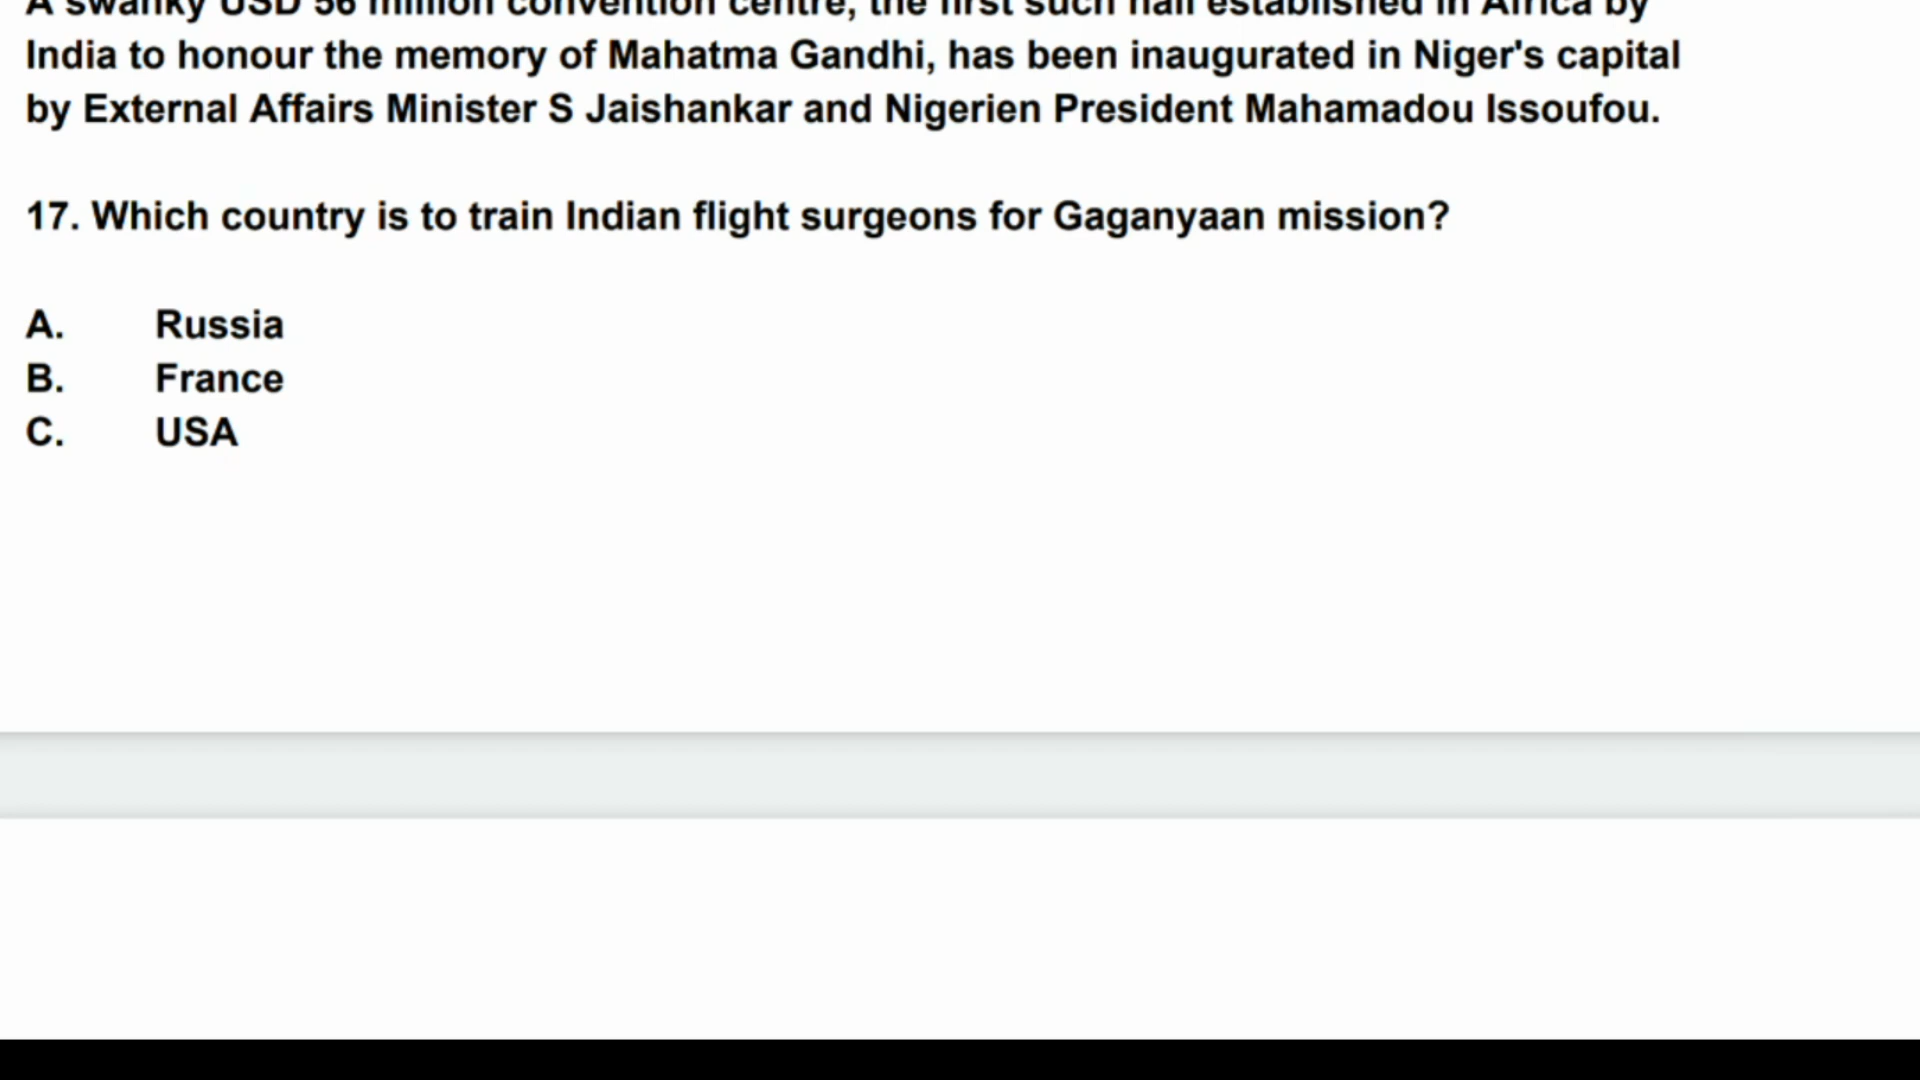 A swanky USD 56 million convention centre, the first such hall established in Africa by
India to honour the memory of Mahatma Gandhi, has been inaugurated in Niger's capital
by External Affairs Minister S Jaishankar and Nigerien President Mahamadou Issoufou.
17. Which country is to train Indian flight surgeons for Gaganyaan mission?
A. Russia
B. France
C. USA